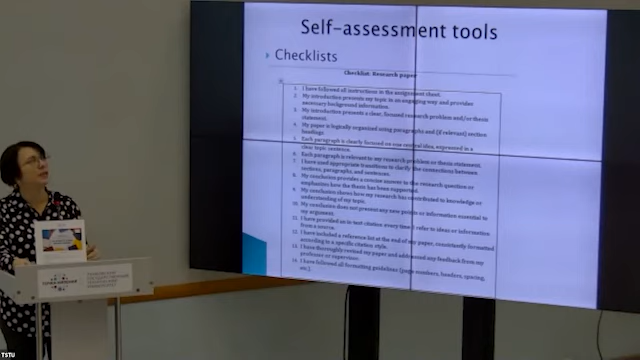 Self-assessment tools
Checklists
Checklist: Research paper
1. I have followed all instructions in the assignment sheet.
2. My introduction presents my topic in an engaging way and provides
necessary background information.
3. My introduction presents a clear, focused research problem and/or thesis
statement.
4. My paper is logically organized using paragraphs and (if relevant) section
headings.
5. Each paragraph is clearly focused on one central idea, expressed in a
clear topic sentence.
6. Each paragraph is relevant to my research problem or thesis statement.
7. I have used appropriate transitions to clarify the connections between
sections, paragraphs, and sentences.
8. My conclusion provides a concise answer to the research question or
emphasizes how the thesis has been supported.
9. My conclusion shows how my research has contributed to knowledge or
understanding of my topic.
10. My conclusion does not present any new points or information essential to
my argument.
11. I have provided an in-text citation every time I refer to ideas or information
from a source.
12. I have included a reference list at the end of my paper, consistently formatted
according to a specific citation style.
13. I have thoroughly revised my paper and addressed any feedback from my
professor or supervisor.
14. I have followed all formatting guidelines (page numbers, headers, spacing,
etc.).
TSTU